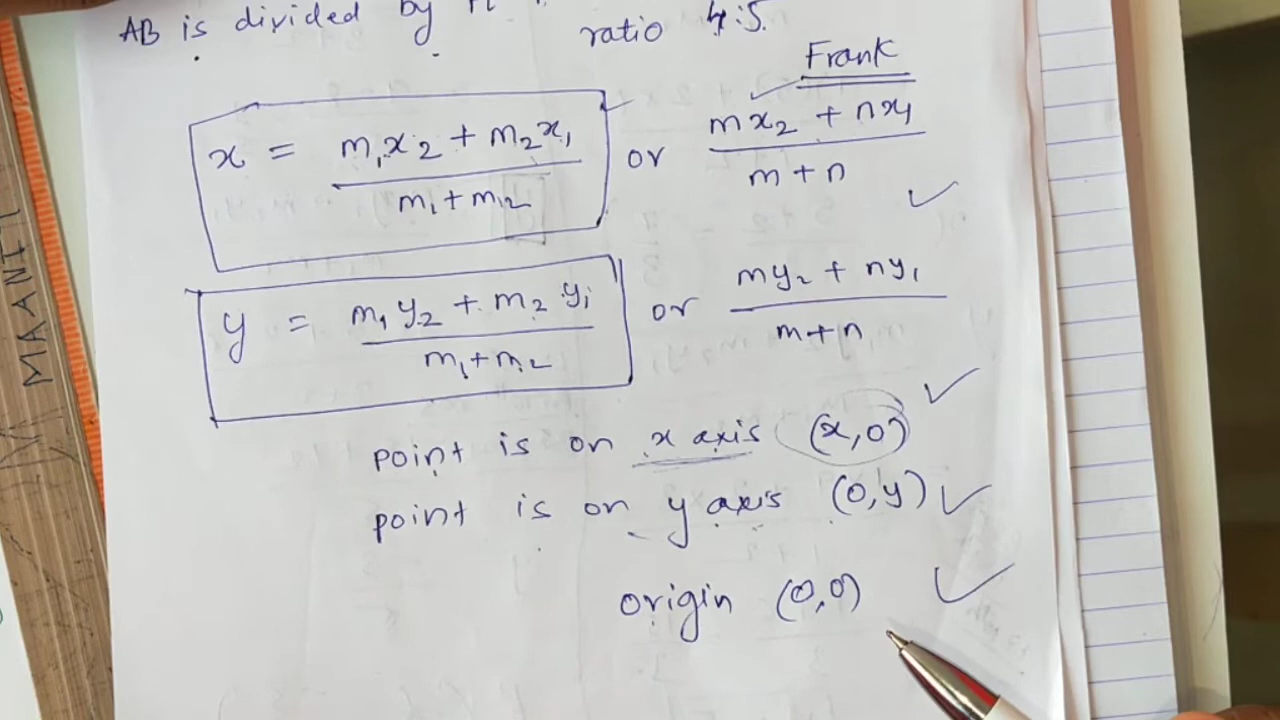 AB is divided by
ratio 4:5
Frank
x = m₁x₂ + m₂x₁ / m₁ + m₂ or mx₂ + nx₁ / m + n
y = m₁y₂ + m₂y₁ / m₁ + m₂ or my₂ + ny₁ / m + n
point is on x axis (x,0)
point is on y axis (0,y)
origin (0,0)
MAANI